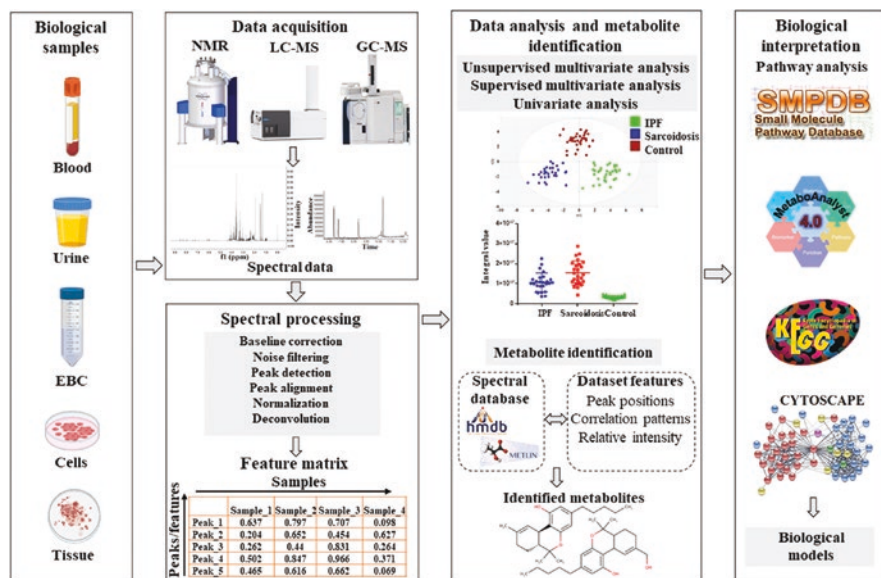 Biological
samples
Blood
Urine
EBC
Cells
Tissue
Data acquisition
NMR
LC-MS
GC-MS
Intensity
f1 (ppm)
Abundance
Time
Spectral data
Spectral processing
Baseline correction
Noise filtering
Peak detection
Peak alignment
Normalization
Deconvolution
Feature matrix
Samples
Peaks/features
Sample_1 Sample_2 Sample_3 Sample_4
Peak_1 0.637 0.797 0.707 0.098
Peak_2 0.204 0.652 0.454 0.627
Peak_3 0.262 0.44 0.831 0.264
Peak_4 0.502 0.847 0.966 0.371
Peak_5 0.465 0.616 0.662 0.069
Data analysis and metabolite
identification
Unsupervised multivariate analysis
Supervised multivariate analysis
Univariate analysis
IPF
Sarcoidosis
Control
Integral value
IPF SarcoidosisControl
Metabolite identification
Spectral
database
hmdb
METLIN
Dataset features
Peak positions
Correlation patterns
Relative intensity
Identified metabolites
Biological
interpretation
Pathway analysis
SMPDB
Small Molecule
Pathway Database
MetaboAnalyst
4.0
KEGG
CYTOSCAPE
Biological
models